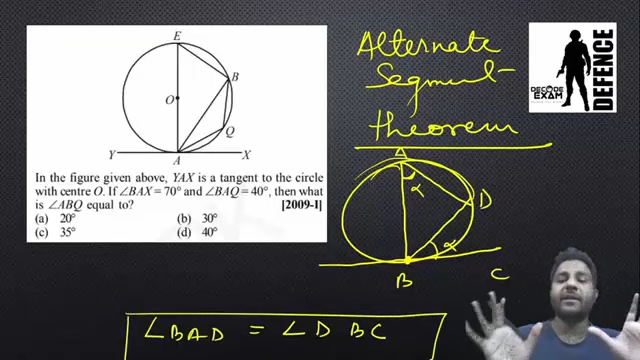 E
B
O
Q
Y
A
X
In the figure given above, YAX is a tangent to the circle
with centre O. If ∠BAX = 70° and ∠BAQ = 40°, then what
is ∠ABQ equal to? [2009-I]
(a) 20° (b) 30°
(c) 35° (d) 40°
Alternate
Segment
theorem
DECODE
EXAM
DEFENCE
A
α
D
α
B
C
∠BAD = ∠DBC